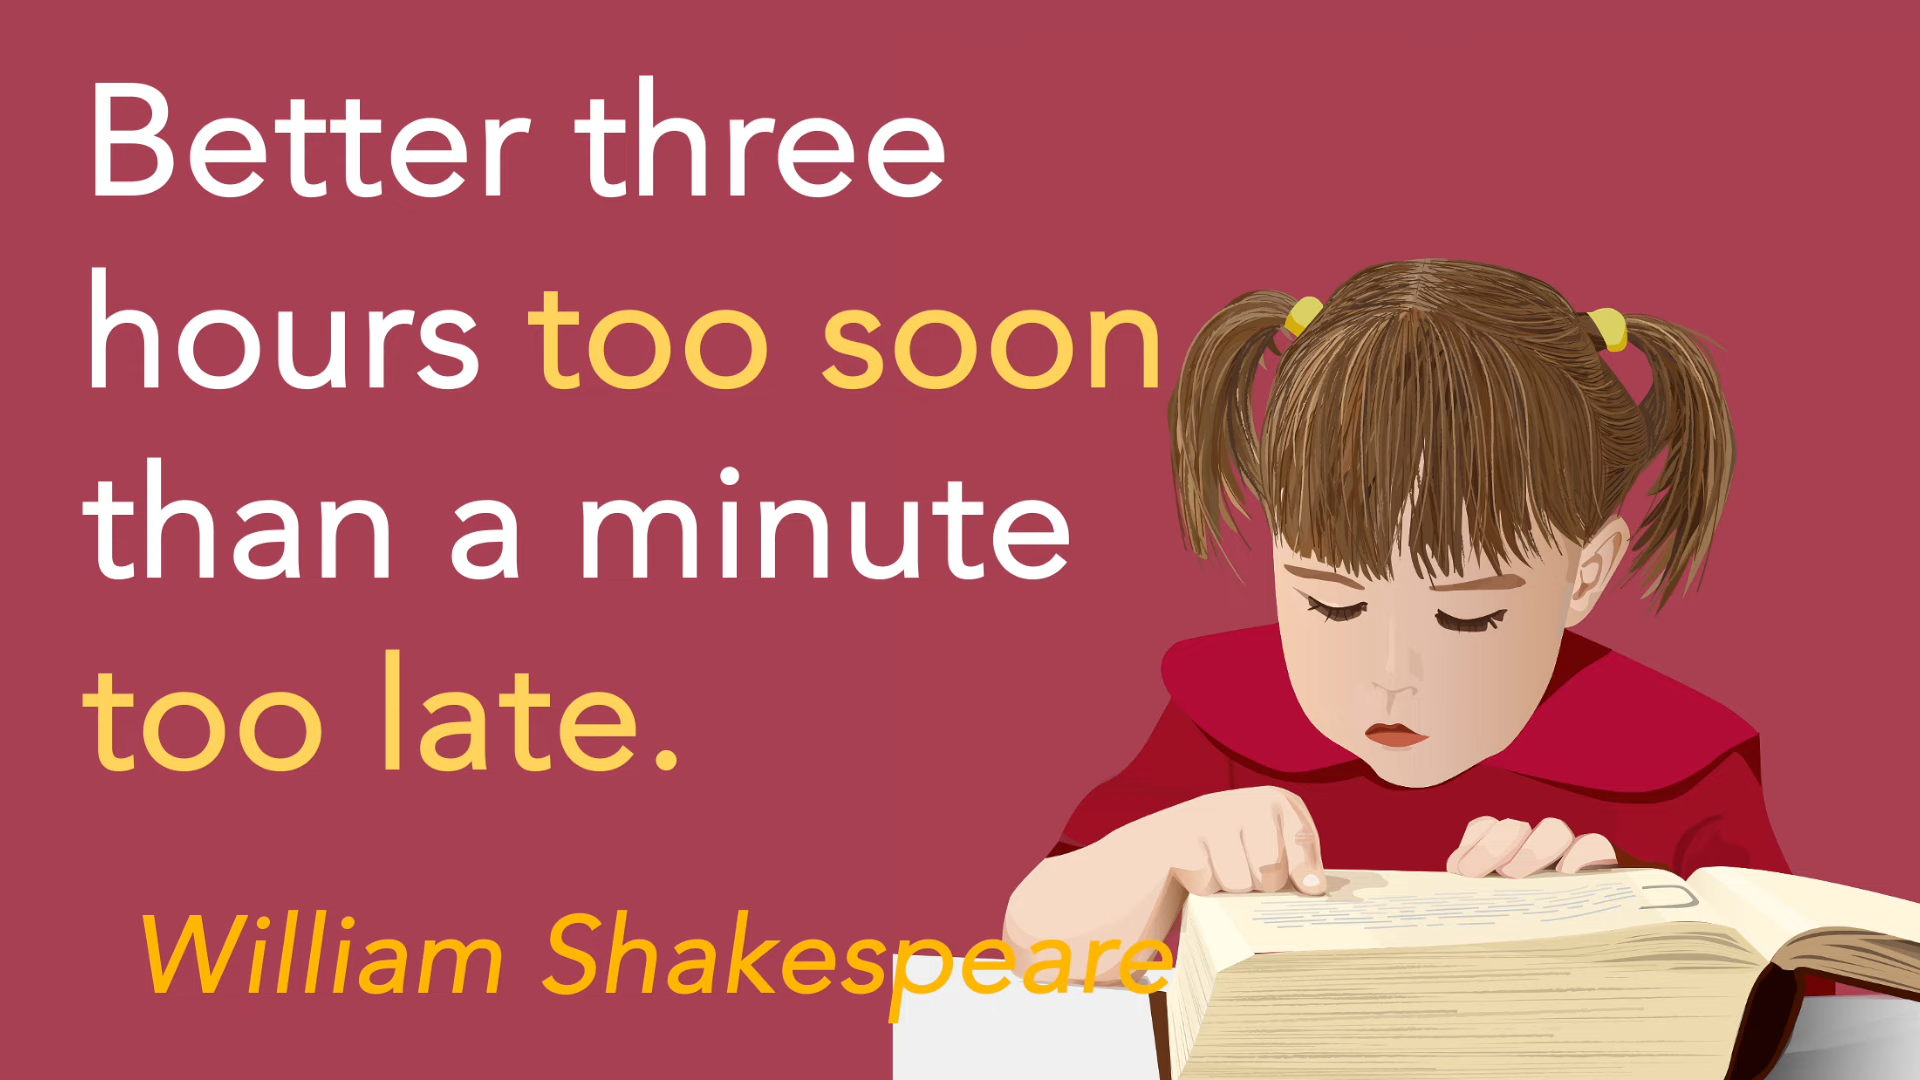 Better three
hours too soon
than a minute
too late.
William Shakespeare